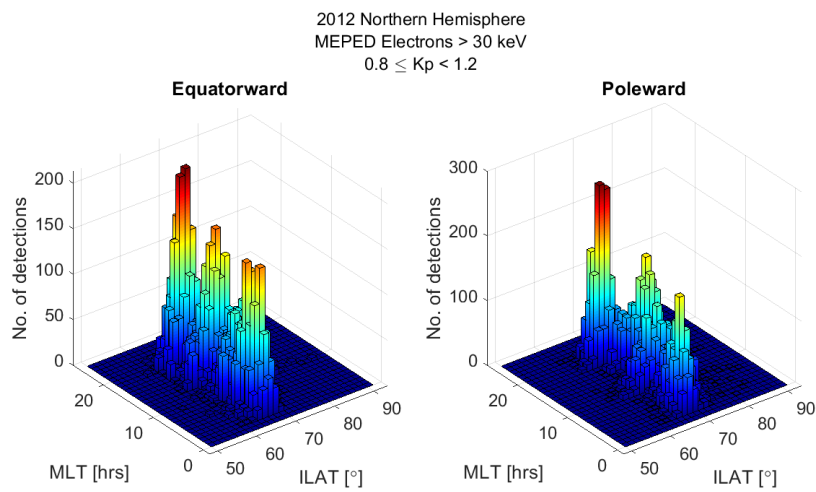 2012 Northern Hemisphere
MEPED Electrons > 30 keV
0.8 ≤ Kp < 1.2
Equatorward
200
150
100
50
0
No. of detections
20
10
0
MLT [hrs]
50
60
70
80
90
ILAT [°]
Poleward
300
200
100
0
No. of detections
20
10
0
MLT [hrs]
50
60
70
80
90
ILAT [°]